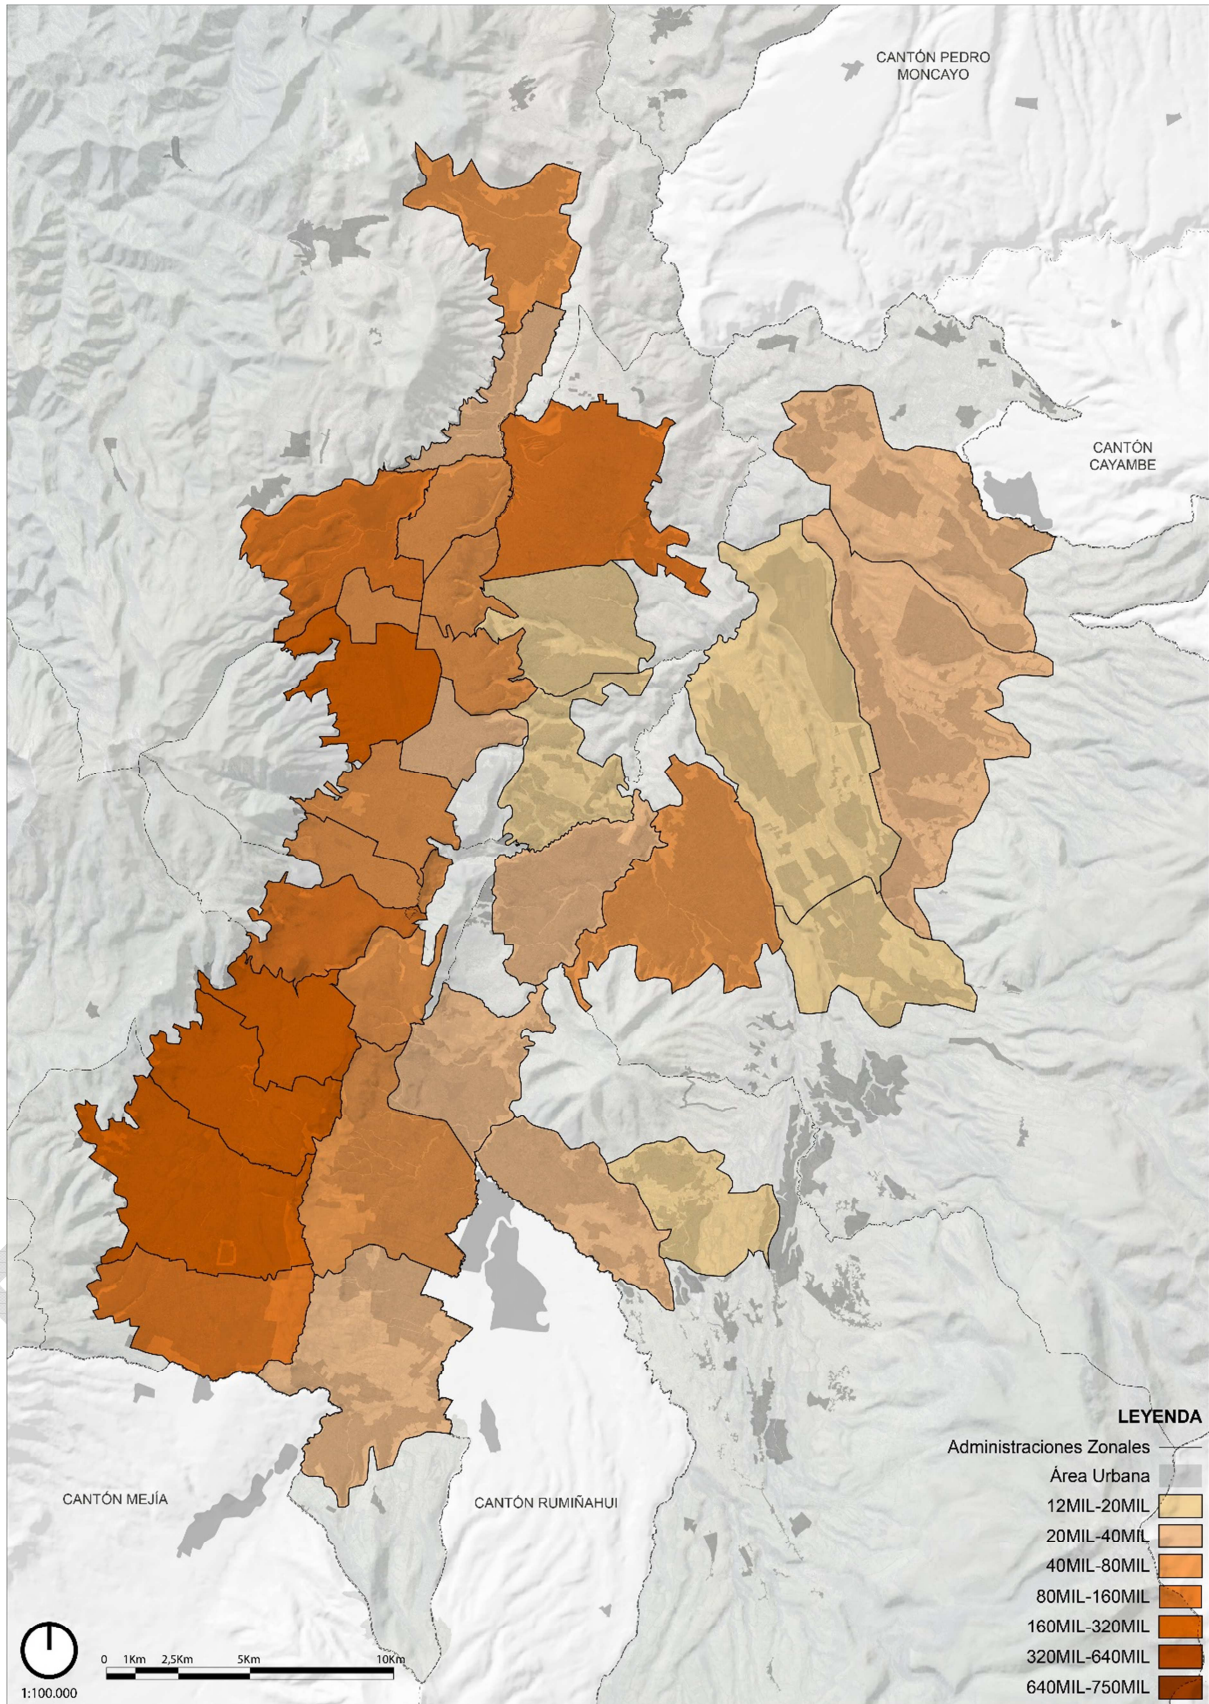 CANTÓN PEDRO
MONCAYO
CANTÓN
CAYAMBE
LEYENDA
Administraciones Zonales
Área Urbana
12MIL-20MIL
20MIL-40MIL
40MIL-80MIL
80MIL-160MIL
160MIL-320MIL
320MIL-640MIL
640MIL-750MIL
CANTÓN MEJÍA
CANTÓN RUMIÑAHUI
0 1Km 2,5Km 5Km 10Km
1:100.000